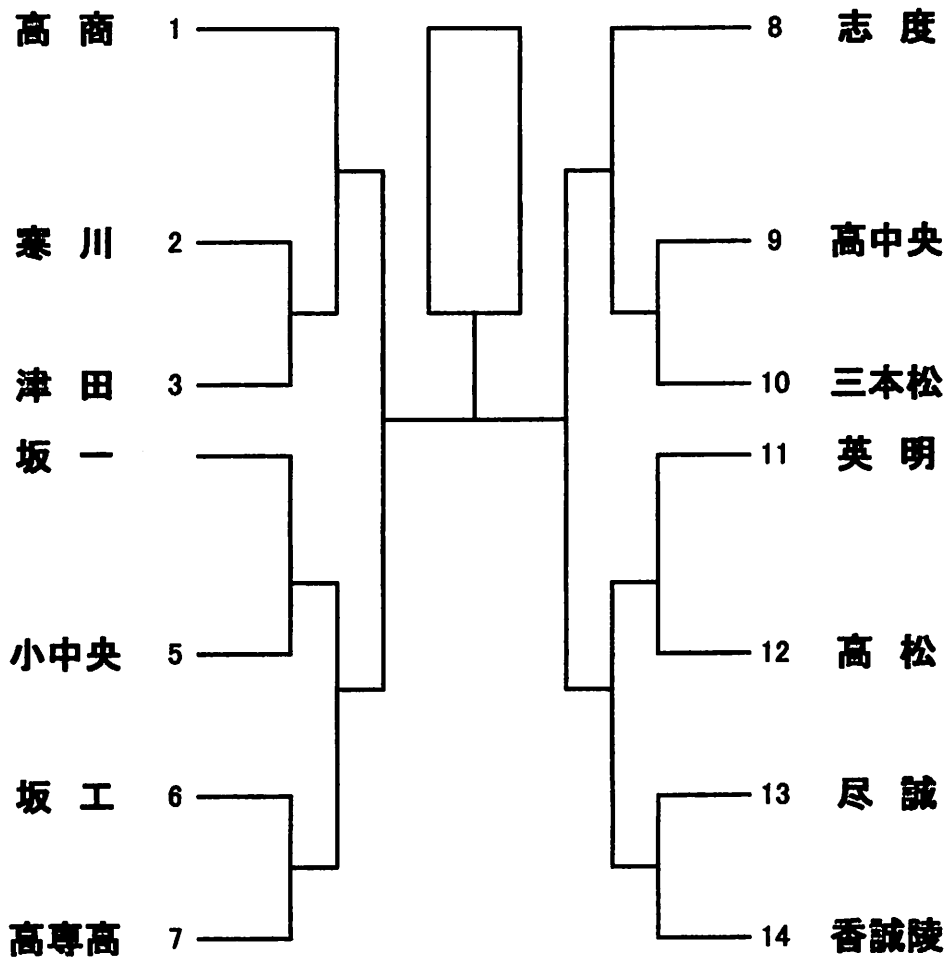 高商 1
寒川 2
津田 3
坂一
小中央 5
坂工 6
高専高 7
8 志度
9 高中央
10 三本松
11 英明
12 高松
13 尽誠
14 香誠陵